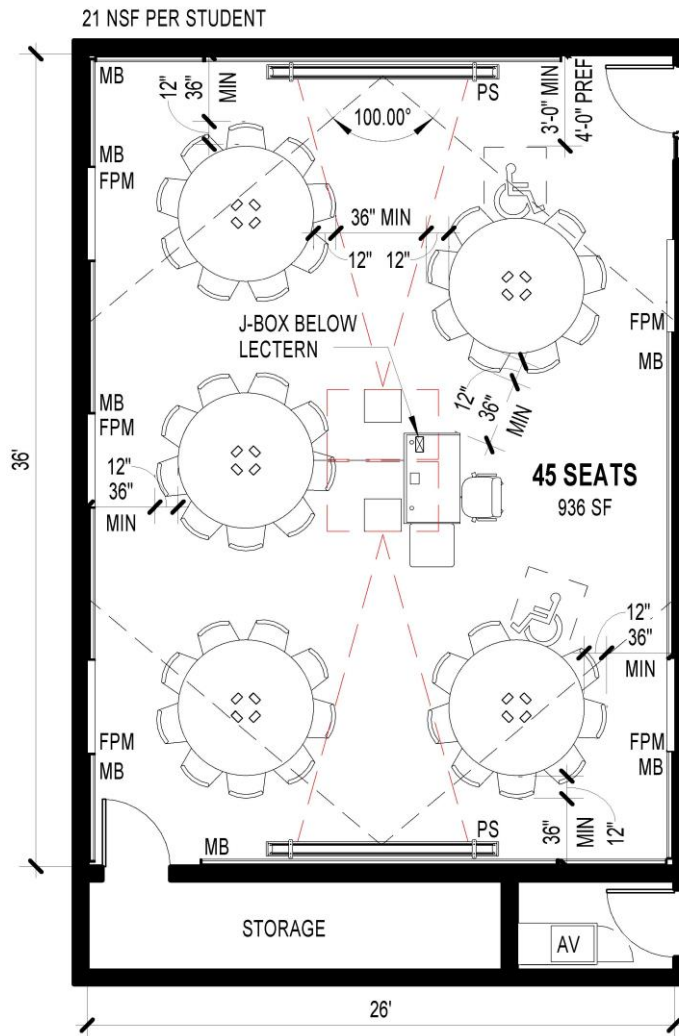 21 NSF PER STUDENT
MB
12"
36"
MIN
PS
3'-0" MIN
4'-0" PREF
100.00°
MB
FPM
36" MIN
12"
12"
J-BOX BELOW
LECTERN
FPM
MB
MB
FPM
12"
36"
MIN
36'
12"
36"
MIN
45 SEATS
936 SF
12"
36"
MIN
FPM
MB
FPM
MB
MB
PS
36"
MIN
12"
STORAGE
AV
26'